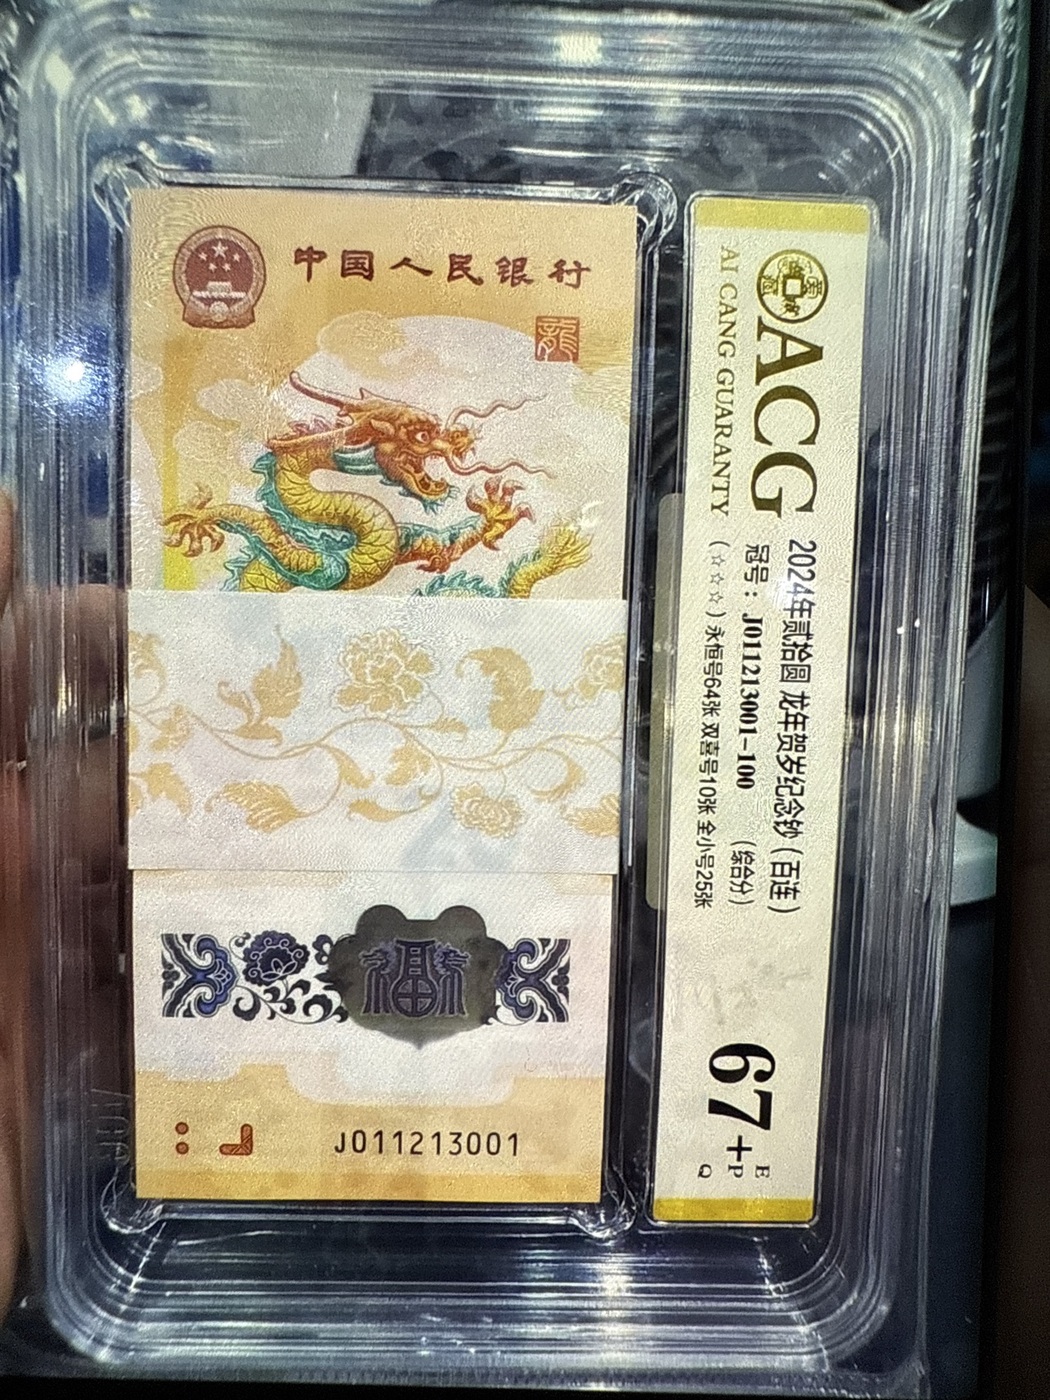 中国人民银行
龍
福
J011213001
ACG
AI CANG GUARANTY
2024年贰拾圆 龙年贺岁纪念钞（百连）
冠号：J011213001-100 （综合分）
（☆☆☆）永恒号64张 双喜号10张 全小号25张
67+
E
P
Q